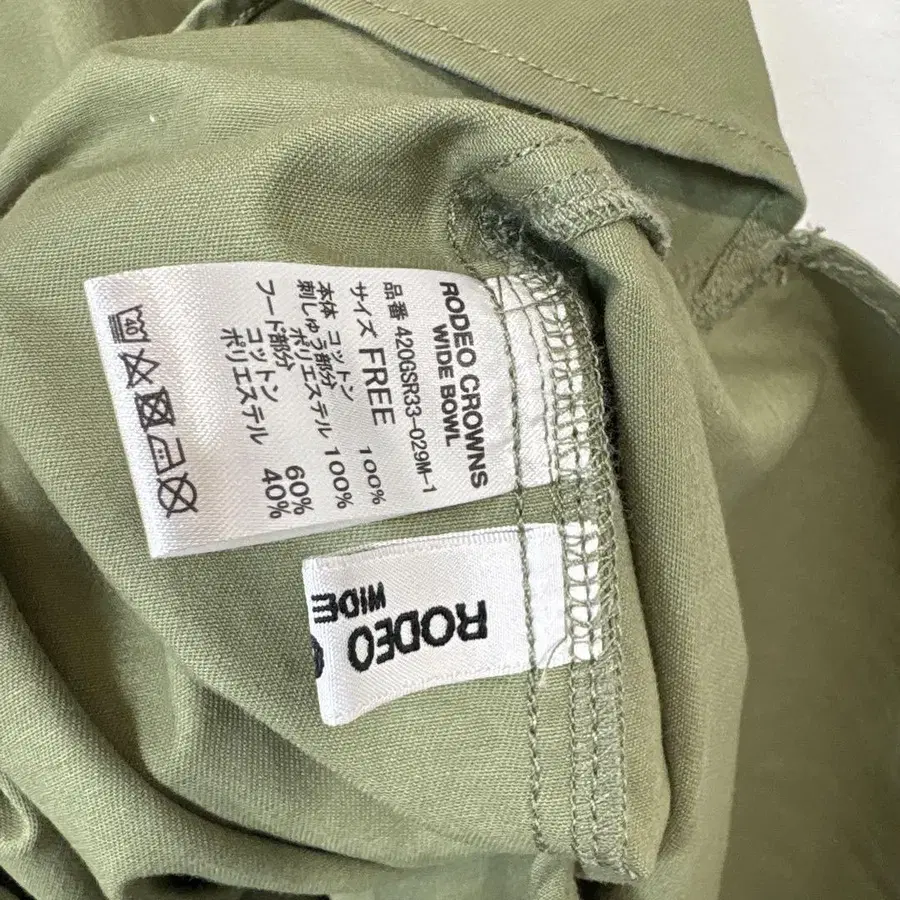 RODEO CROWNS
WIDE BOWL
品番 420GSR33-029M-1
サイズ FREE
本体 コットン 100%
刺しゅう部分
ポリエステル 100%
フード部分
コットン 60%
ポリエステル 40%
40
RODEO
WIDE